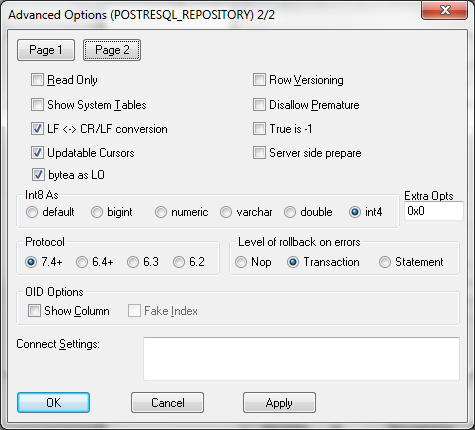 Advanced Options (POSTRESQL_REPOSITORY) 2/2
Page 1 Page 2
Read Only Row Versioning
Show System Tables Disallow Premature
LF <-> CR/LF conversion True is -1
Updatable Cursors Server side prepare
bytea as LO
Int8 As Extra Opts
default bigint numeric varchar double int4 0x0
Protocol Level of rollback on errors
7.4+ 6.4+ 6.3 6.2 Nop Transaction Statement
OID Options
Show Column Fake Index
Connect Settings:
OK Cancel Apply